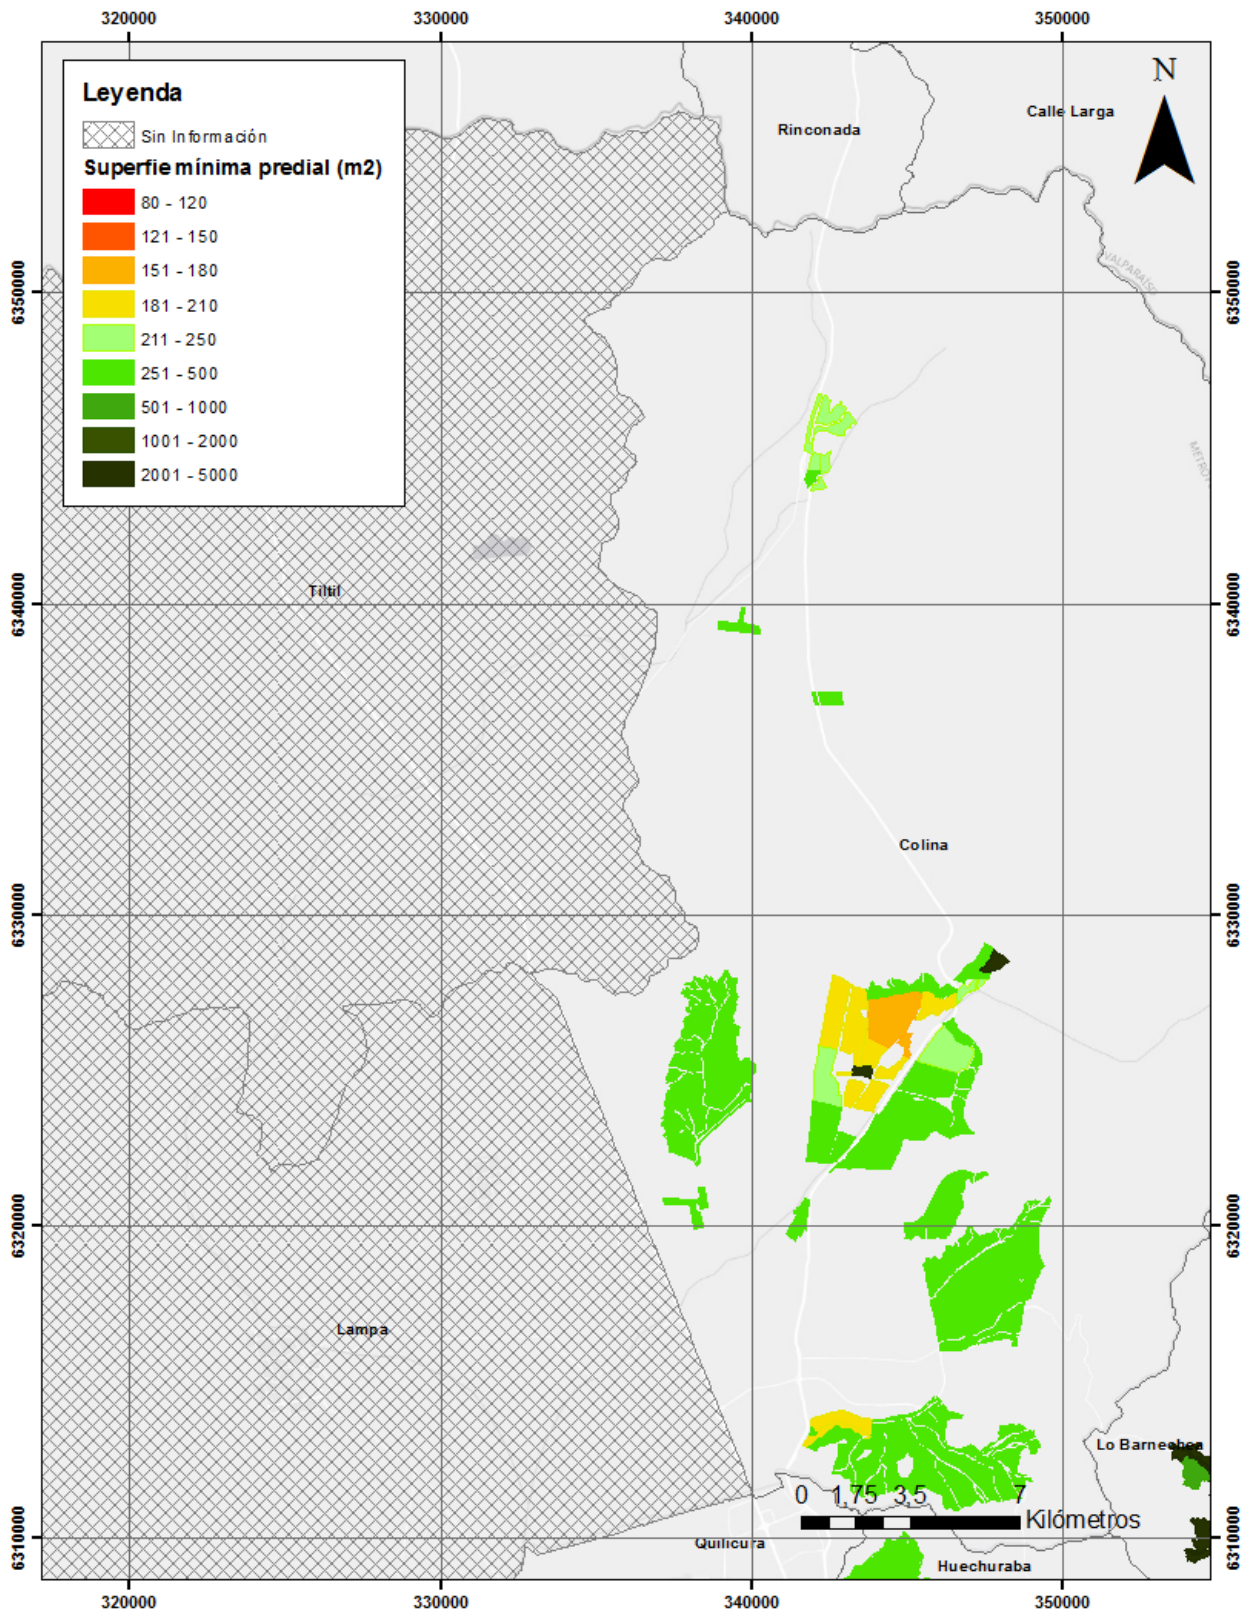 320000
330000
340000
350000
Leyenda
Sin Información
Superfie mínima predial (m2)
80 - 120
121 - 150
151 - 180
181 - 210
211 - 250
251 - 500
501 - 1000
1001 - 2000
2001 - 5000
N
Calle Larga
Rinconada
VALPARAÍSO
6350000
6350000
Tiltil
6340000
6340000
Colina
6330000
6330000
6320000
6320000
Lampa
Lo Barnechea
0 1,75 3,5 7
Kilómetros
6310000
6310000
Quilicura
Huechuraba
320000
330000
340000
350000